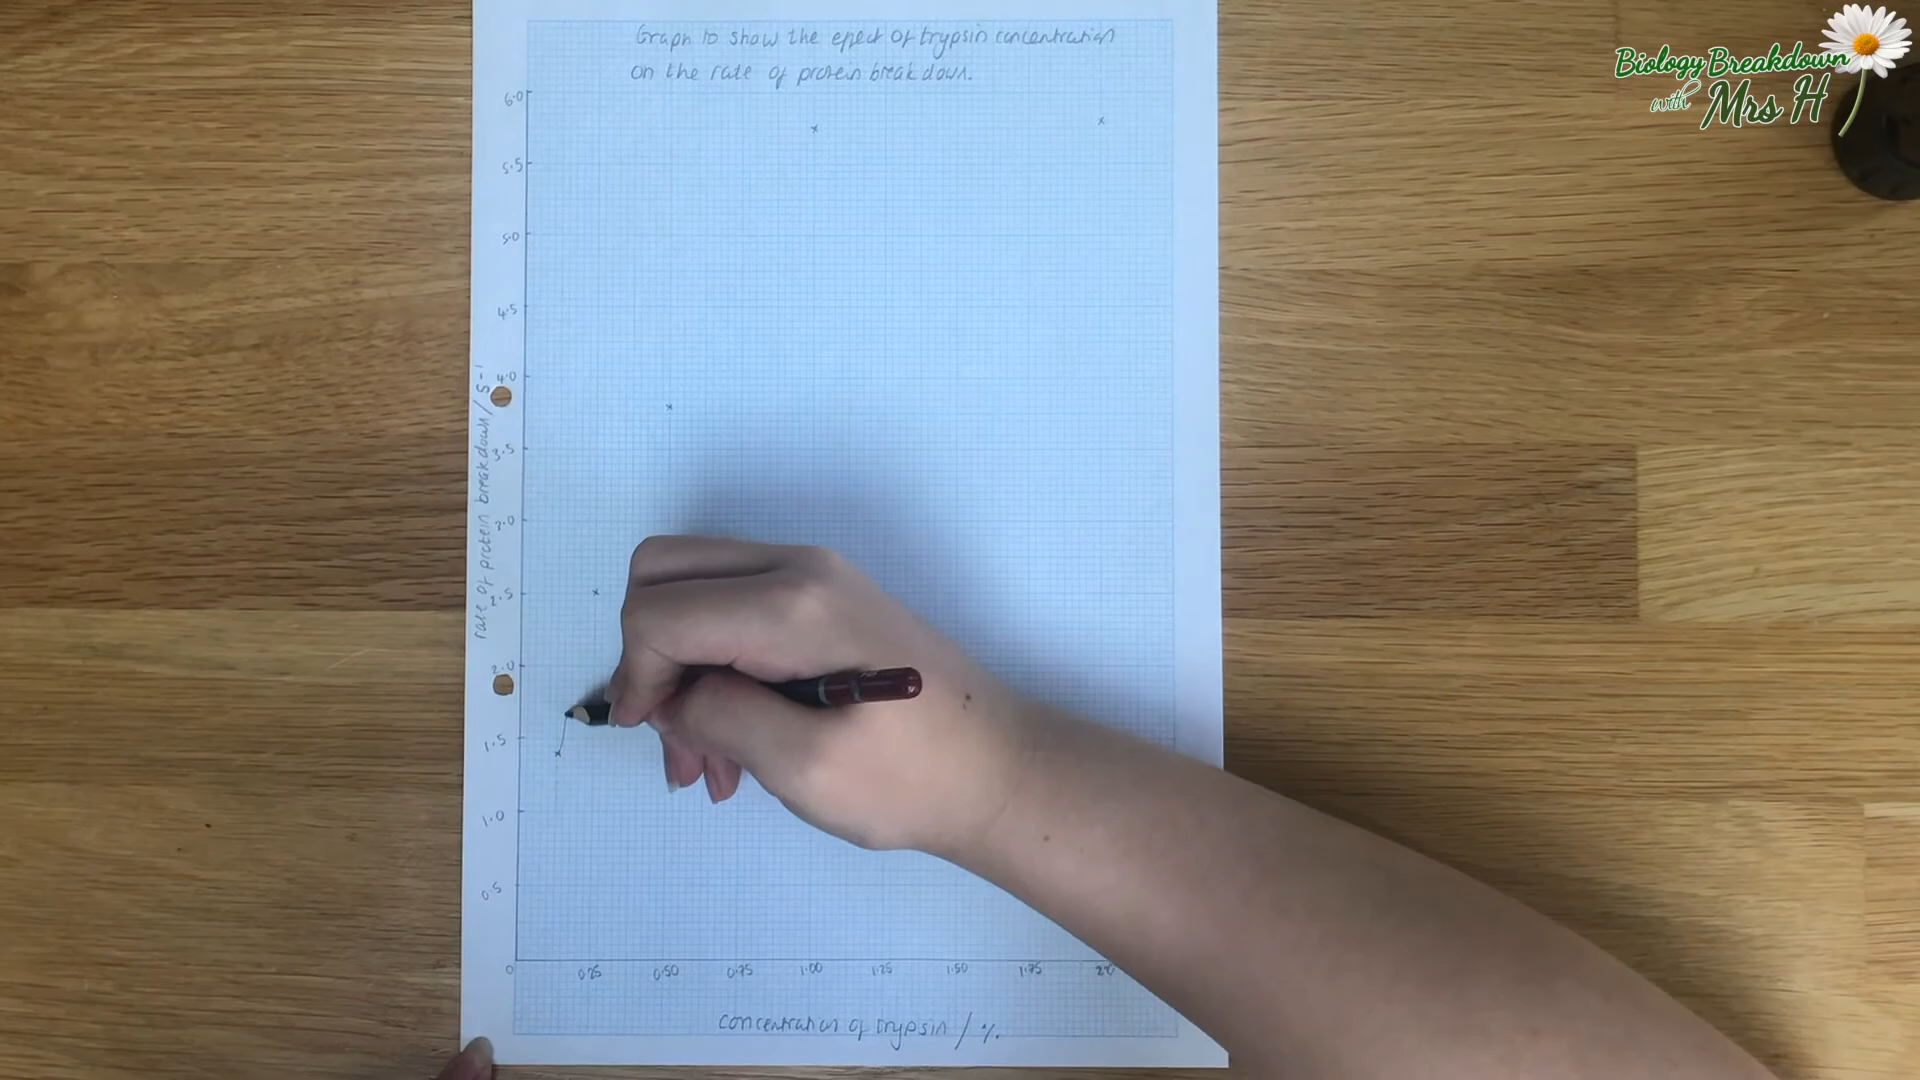 Graph to show the effect of trypsin concentration
on the rate of protein breakdown.
Biology Breakdown
with Mrs H
6.0
5.5
5.0
4.5
4.0
3.5
3.0
2.5
2.0
1.5
1.0
0.5
rate of protein breakdown / s-1
0 0.25 0.50 0.75 1.00 1.25 1.50 1.75 2.0
concentration of trypsin / %